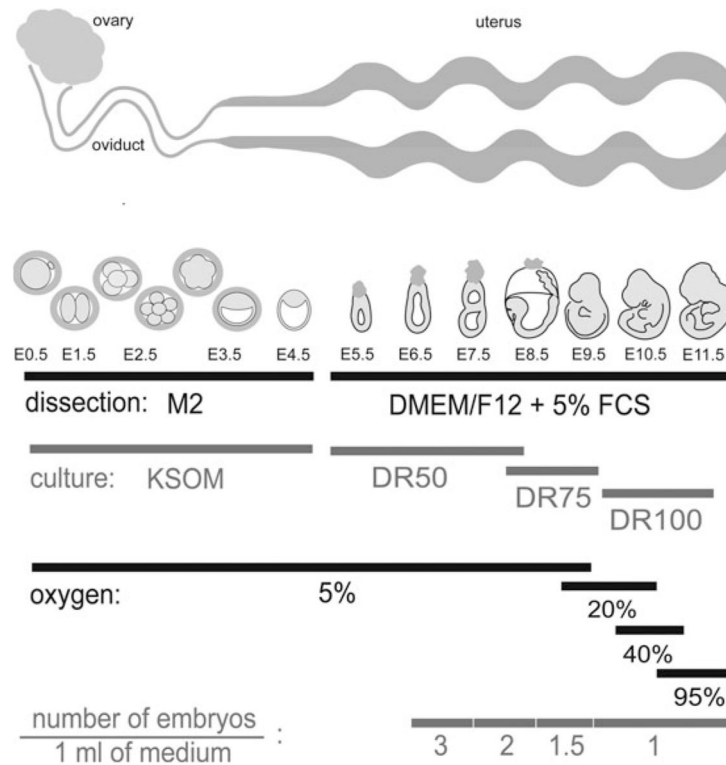 ovary
uterus
oviduct
E0.5 E1.5 E2.5 E3.5 E4.5 E5.5 E6.5 E7.5 E8.5 E9.5 E10.5 E11.5
dissection: M2 DMEM/F12 + 5% FCS
culture: KSOM DR50 DR75 DR100
oxygen: 5% 20% 40% 95%
number of embryos
1 ml of medium : 3 2 1.5 1